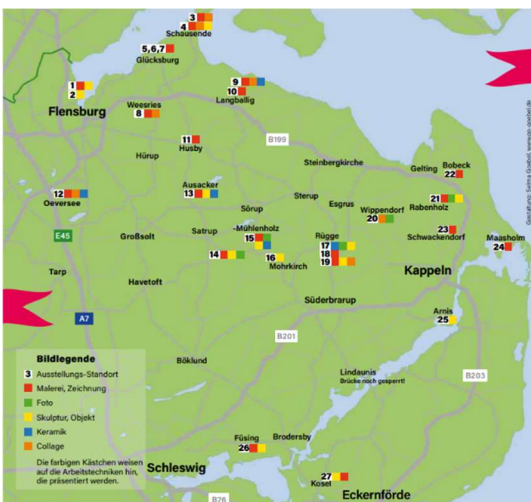 3
4
Schausende
5,6,7
Glücksburg
1
2
Flensburg
9
10
Langballig
Weesries
8
11
Husby
B199
Hürup
Steinbergkirche
Gelting
Bobeck
22
12
Oeversee
Ausacker
13
Sterup
Esgrus
Wippendorf
20
21
Rabenholz
E45
Großsolt
Satrup
Sörup
-Mühlenholz
15
14
16
Mohrkirch
Rügge
17
18
19
23
Schwackendorf
Maasholm
24
Kappeln
Tarp
Havetoft
Süderbrarup
Arnis
25
A7
B201
Böklund
Lindaunis
Brücke noch gesperrt!
B203
Bildlegende
3 Ausstellungs-Standort
Malerei, Zeichnung
Foto
Skulptur, Objekt
Keramik
Collage
Die farbigen Kästchen weisen
auf die Arbeitstechniken hin,
die präsentiert werden.
Füsing
26
Brodersby
Schleswig
27
Kosel
Eckernförde
B76